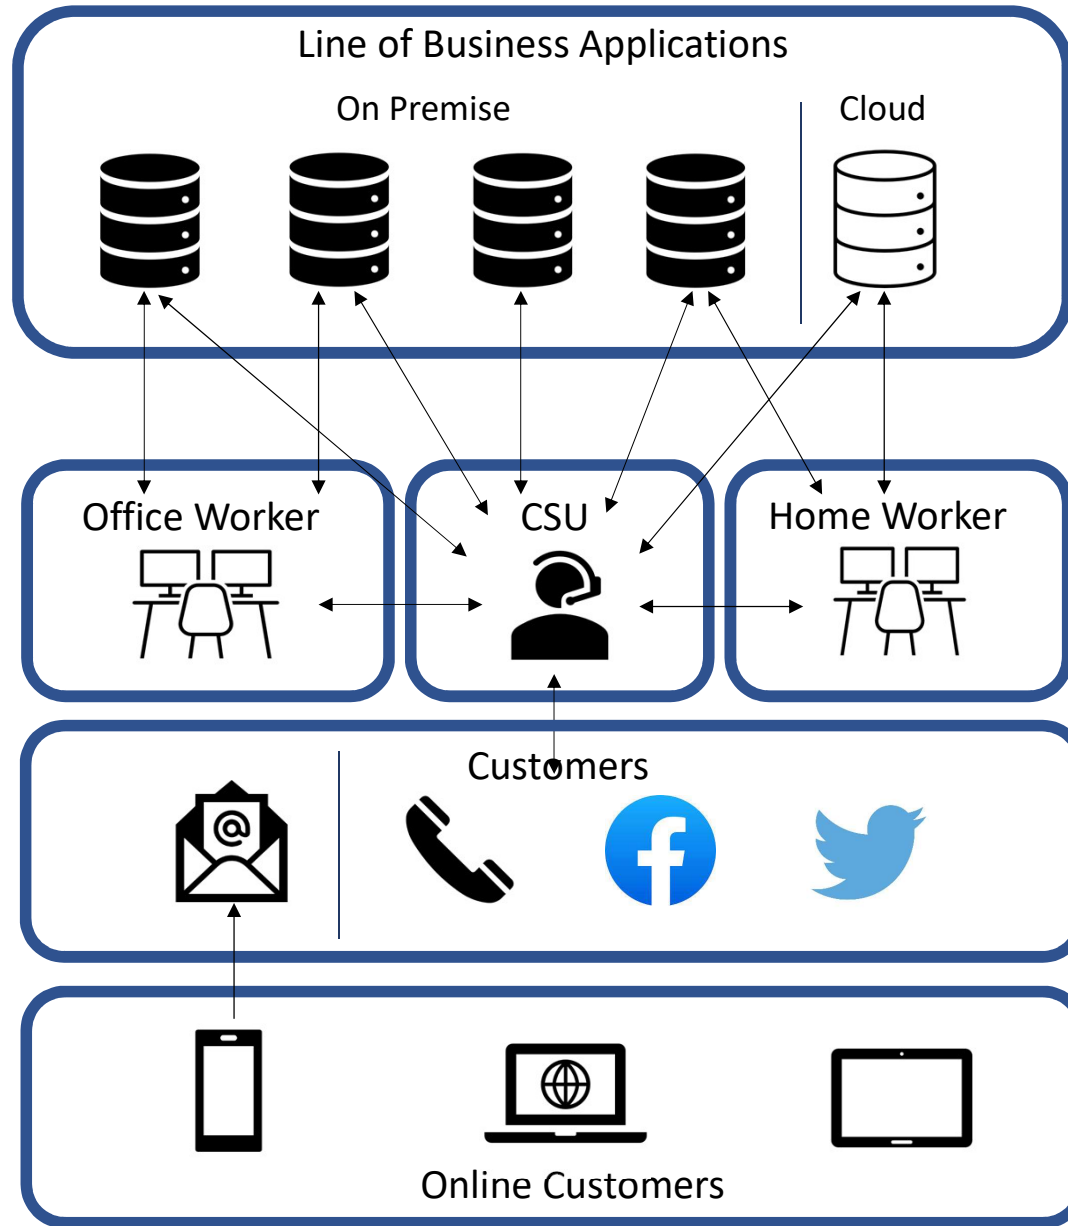 Line of Business Applications
On Premise
Cloud
Office Worker
CSU
Home Worker
Customers
@
Online Customers